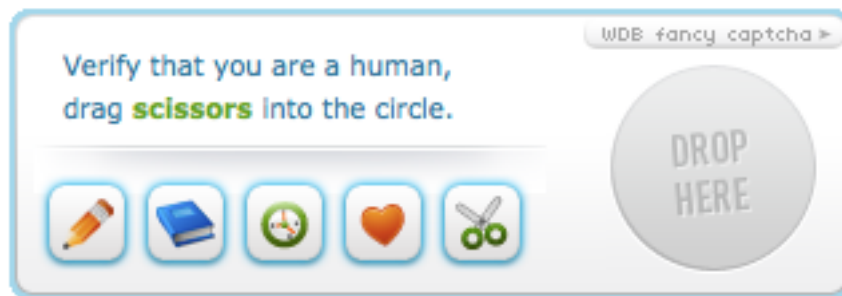 WDB fancy captcha
Verify that you are a human,
drag scissors into the circle.
DROP
HERE